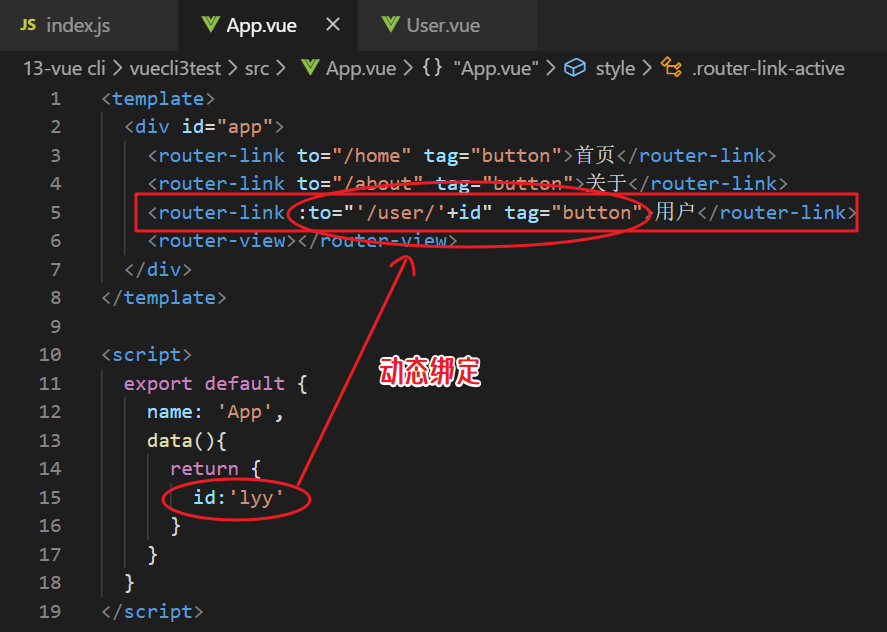 JS index.js App.vue × User.vue
13-vue cli > vuecli3test > src > App.vue > {} "App.vue" > style > .router-link-active
1 <template>
2 <div id="app">
3 <router-link to="/home" tag="button">首页</router-link>
4 <router-link to="/about" tag="button">关于</router-link>
5 <router-link :to="'/user/'+id" tag="button">用户</router-link>
6 <router-view></router-view>
7 </div>
8 </template>
9
10 <script>
11 export default {
12 name: 'App',
13 data(){
14 return {
15 id:'lyy'
16 }
17 }
18 }
19 </script>
动态绑定